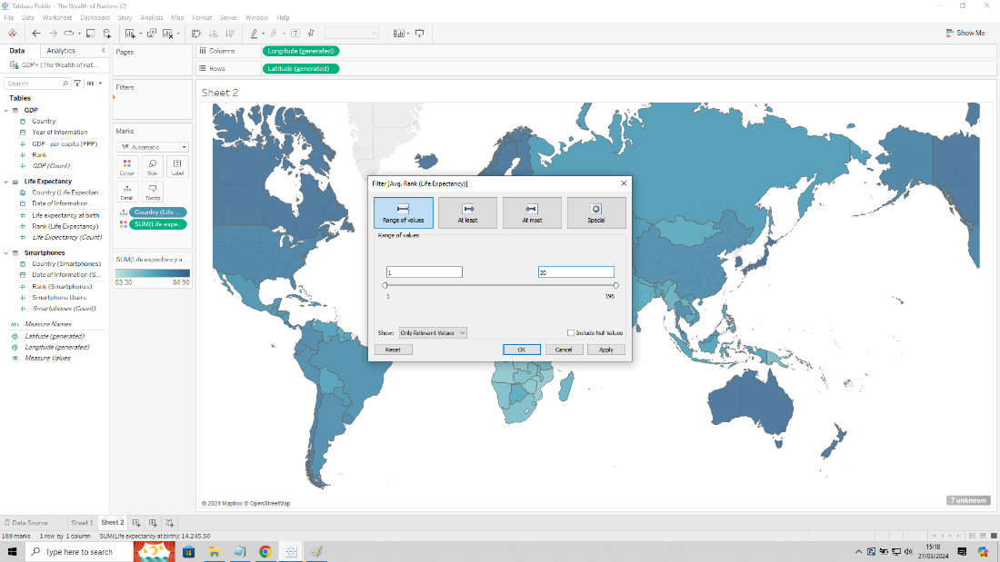 Tableau Public - The Wealth of Nations (2)
File Data Worksheet Dashboard Story Analysis Map Format Server Window Help
Show Me
Data Analytics
GDP+ (The Wealth of nat...
Search
Tables
GDP
Country
Year of Information
GDP - per capita (PPP)
Rank
GDP (Count)
Life Expectancy
Country (Life Expectan...
Date of Information
Life expectancy at birth
Rank (Life Expectancy)
Life Expectancy (Count)
Smartphones
Country (Smartphones)
Date of Information (S...
Rank (Smartphones)
Smartphone Users
Smartphones (Count)
Abc Measure Names
Latitude (generated)
Longitude (generated)
Measure Values
Pages
Filters
Marks
Automatic
Colour Size Label
Detail Tooltip
Country (Life ..
SUM(Life expe..
SUM(Life expectancy a...
53.30 84.90
Columns Longitude (generated)
Rows Latitude (generated)
Sheet 2
Filter [Avg. Rank (Life Expectancy)]
Range of values At least At most Special
Range of values
1 20
1 196
Show: Only Relevant Values Include Null Values
Reset OK Cancel Apply
© 2024 Mapbox © OpenStreetMap
7 unknown
Data Source Sheet 1 Sheet 2
189 marks 1 row by 1 column SUM(Life expectancy at birth): 14,245.50
Type here to search
15:18
27/03/2024